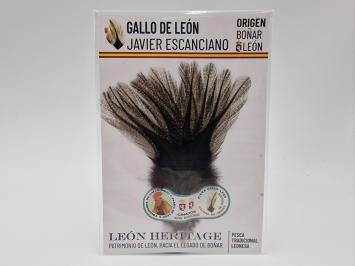 GALLO DE LEÓN
JAVIER ESCANCIANO
ORIGEN
BOÑAR
LEÓN
LEÓN HERITAGE
PATRIMONIO DE LEÓN, HACIA EL LEGADO DE BOÑAR
PESCA
TRADICIONAL
LEONESA